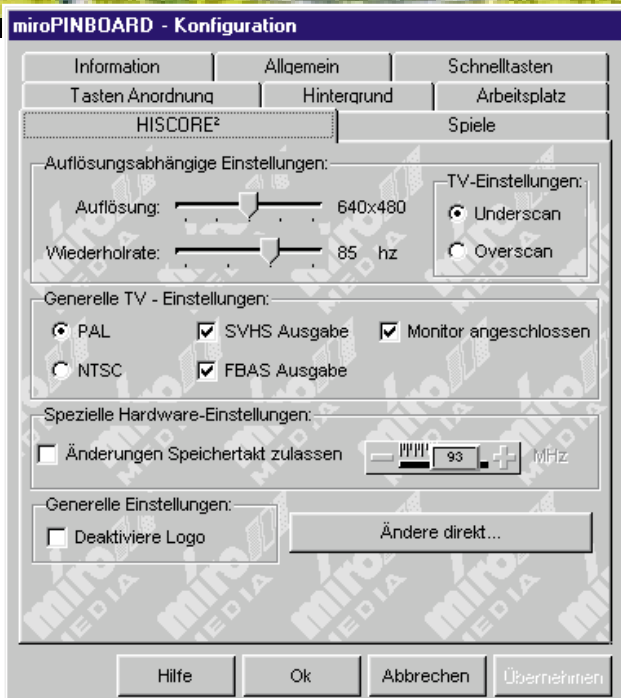 miroPINBOARD - Konfiguration
Information Allgemein Schnelltasten
Tasten Anordnung Hintergrund Arbeitsplatz
HISCORE² Spiele
Auflösungsabhängige Einstellungen:
TV-Einstellungen:
Auflösung: 640x480
Underscan
Wiederholrate: 85 hz
Overscan
Generelle TV - Einstellungen:
PAL SVHS Ausgabe Monitor angeschlossen
NTSC FBAS Ausgabe
Spezielle Hardware-Einstellungen:
Änderungen Speichertakt zulassen 93 MHz
Generelle Einstellungen:
Deaktiviere Logo
Ändere direkt...
miro MEDIA
Hilfe Ok Abbrechen Übernehmen